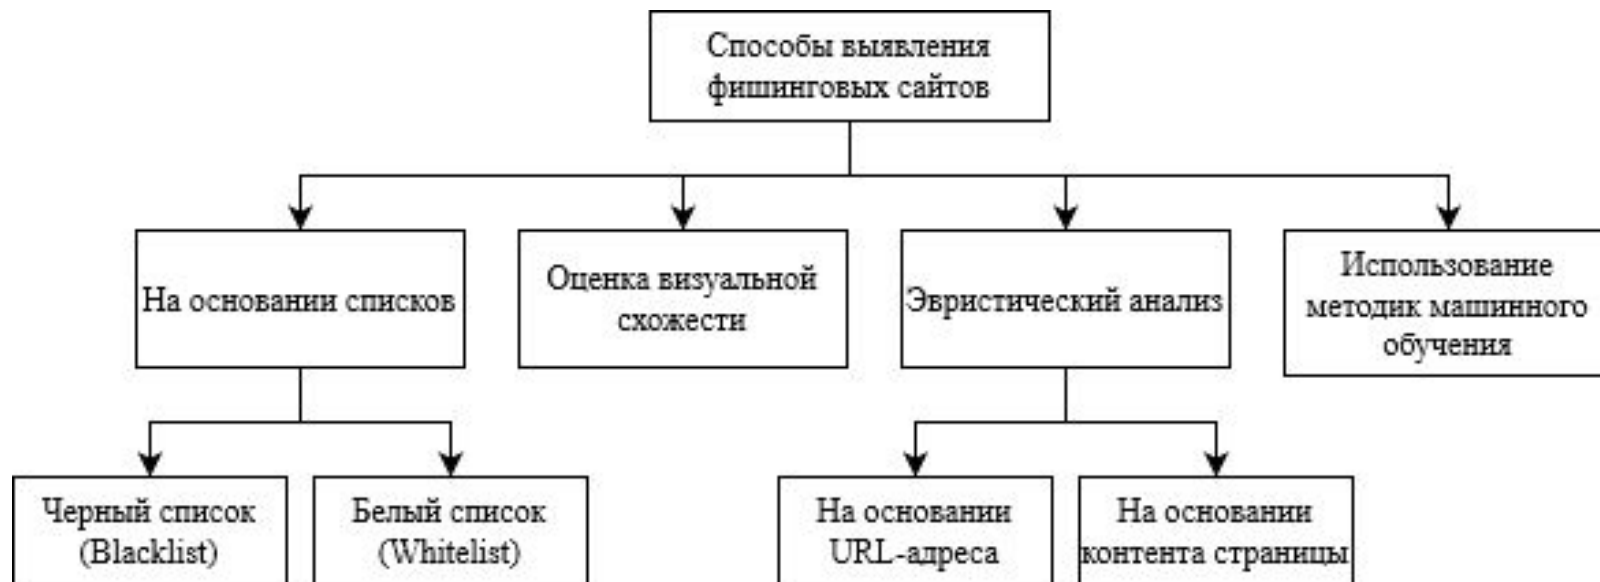 Способы выявления
фишинговых сайтов
На основании списков
Оценка визуальной
схожести
Эвристический анализ
Использование
методик машинного
обучения
Черный список
(Blacklist)
Белый список
(Whitelist)
На основании
URL-адреса
На основании
контента страницы